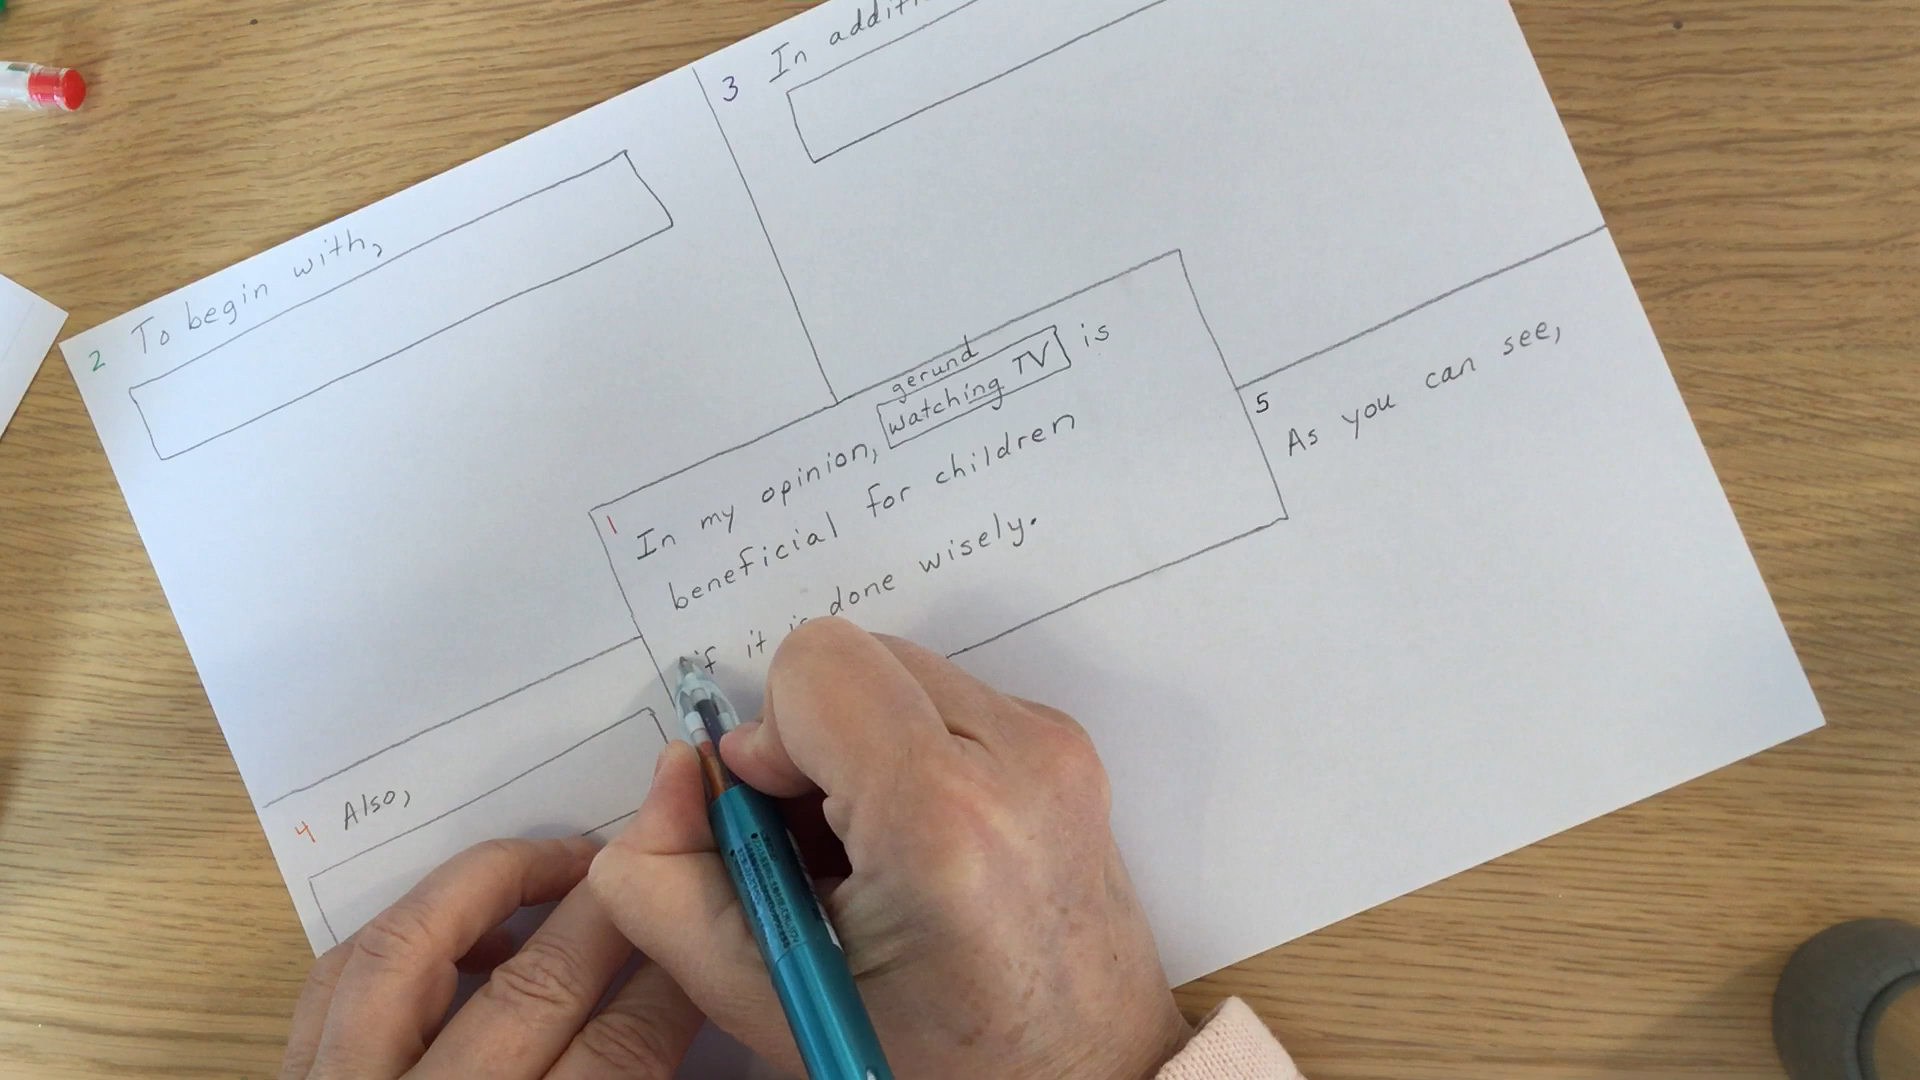 3 In
2 To begin with,
gerund
1 In my opinion, watching TV is
beneficial for children
if it is done wisely.
5
As you can see,
4 Also,